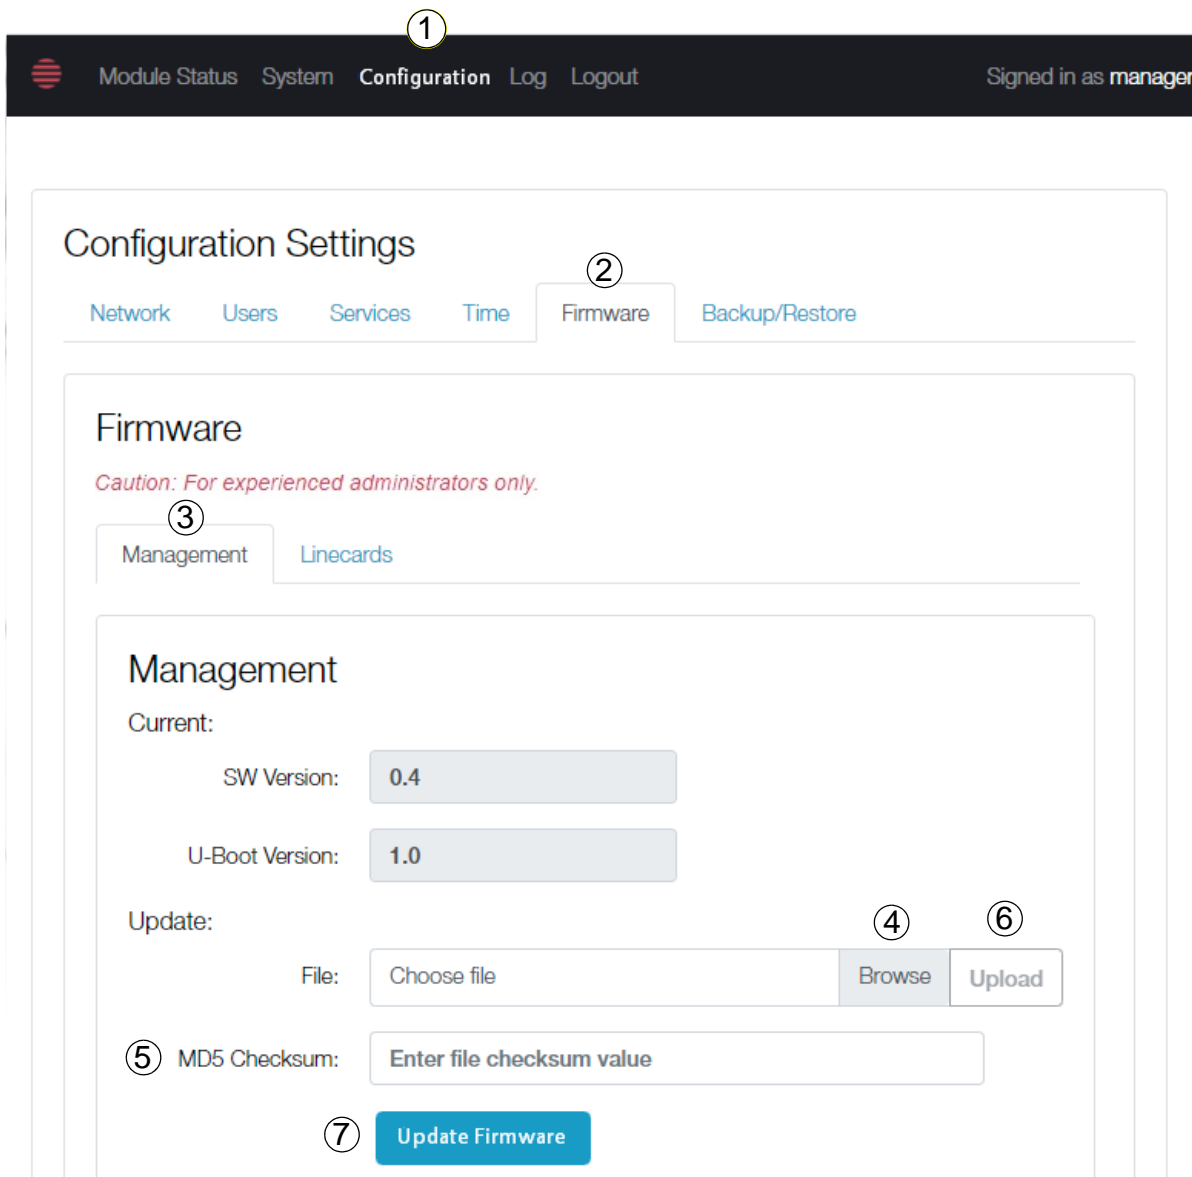 ①
Module Status System Configuration Log Logout Signed in as manager
Configuration Settings
②
Network Users Services Time Firmware Backup/Restore
Firmware
Caution: For experienced administrators only.
③
Management Linecards
Management
Current:
SW Version: 0.4
U-Boot Version: 1.0
Update:
④ ⑥
File: Choose file Browse Upload
⑤ MD5 Checksum: Enter file checksum value
⑦ Update Firmware